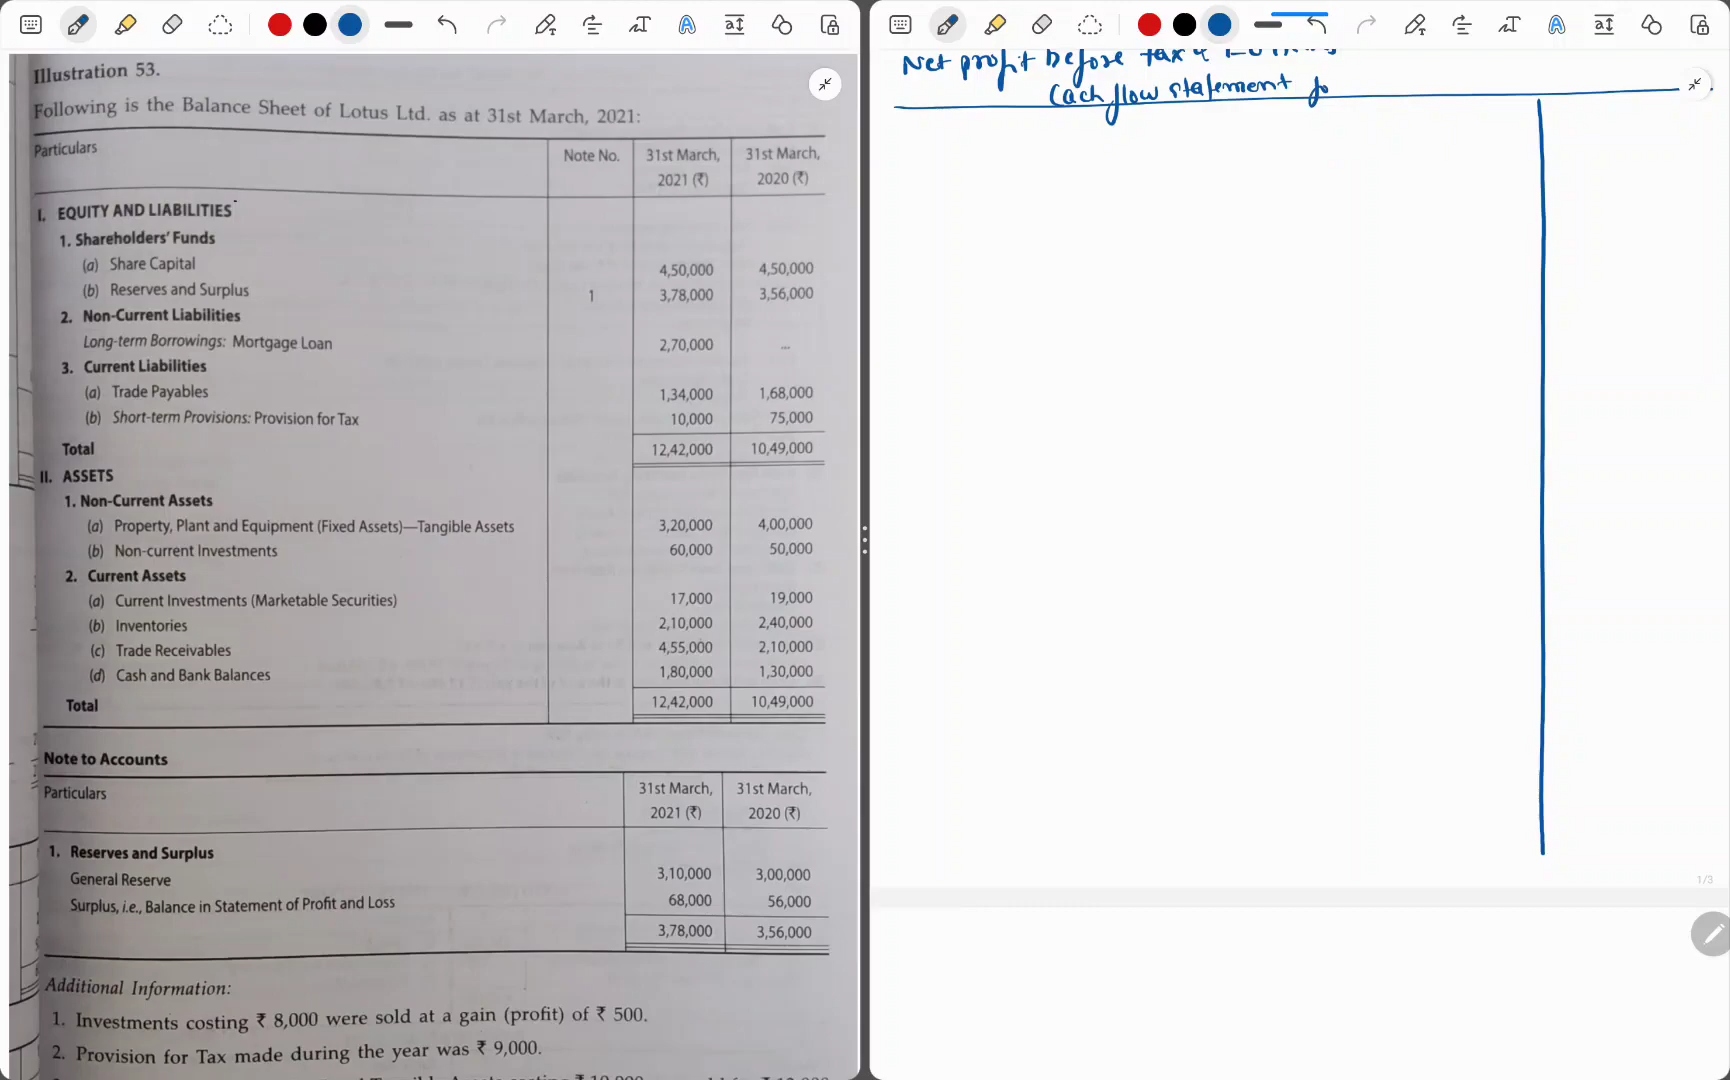 Illustration 53.
Following is the Balance Sheet of Lotus Ltd. as at 31st March, 2021:
Particulars Note No. 31st March, 2021 (₹) 31st March, 2020 (₹)
I. EQUITY AND LIABILITIES
1. Shareholders' Funds
(a) Share Capital 4,50,000 4,50,000
(b) Reserves and Surplus 1 3,78,000 3,56,000
2. Non-Current Liabilities
Long-term Borrowings: Mortgage Loan 2,70,000 ...
3. Current Liabilities
(a) Trade Payables 1,34,000 1,68,000
(b) Short-term Provisions: Provision for Tax 10,000 75,000
Total 12,42,000 10,49,000
II. ASSETS
1. Non-Current Assets
(a) Property, Plant and Equipment (Fixed Assets)—Tangible Assets 3,20,000 4,00,000
(b) Non-current Investments 60,000 50,000
2. Current Assets
(a) Current Investments (Marketable Securities) 17,000 19,000
(b) Inventories 2,10,000 2,40,000
(c) Trade Receivables 4,55,000 2,10,000
(d) Cash and Bank Balances 1,80,000 1,30,000
Total 12,42,000 10,49,000
Note to Accounts
Particulars 31st March, 2021 (₹) 31st March, 2020 (₹)
1. Reserves and Surplus
General Reserve 3,10,000 3,00,000
Surplus, i.e., Balance in Statement of Profit and Loss 68,000 56,000
3,78,000 3,56,000
Additional Information:
1. Investments costing ₹ 8,000 were sold at a gain (profit) of ₹ 500.
2. Provision for Tax made during the year was ₹ 9,000.
Net profit before tax &
Cash flow statement fo
1/3